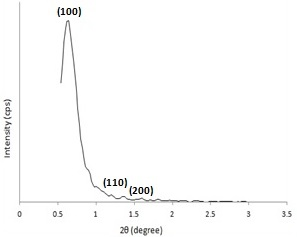 (100)
Intensity (cps)
(110)
(200)
0 0.5 1 1.5 2 2.5 3 3.5
2θ (degree)